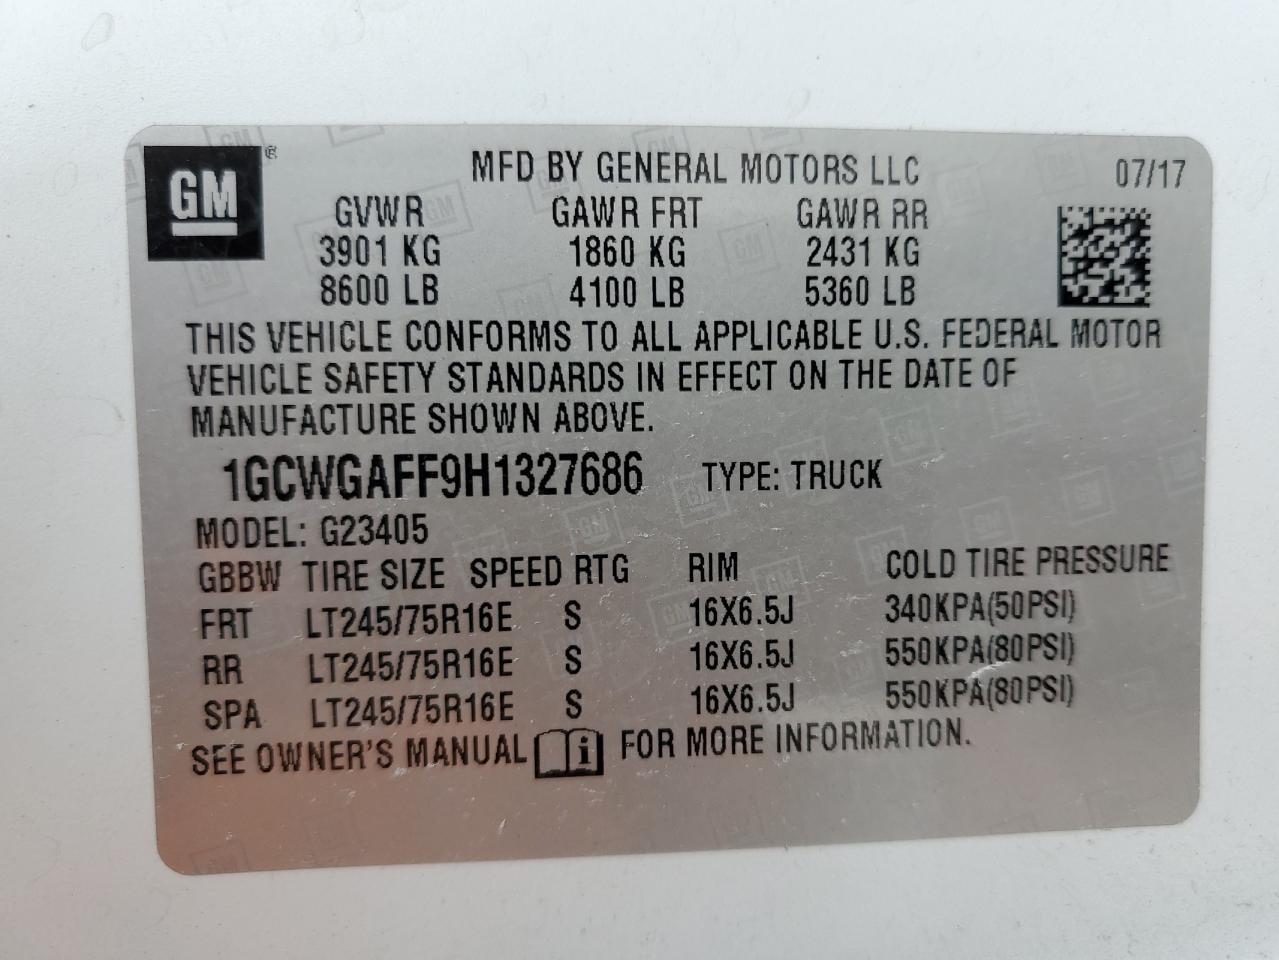 GM ®
MFD BY GENERAL MOTORS LLC 07/17
GVWR GAWR FRT GAWR RR
3901 KG 1860 KG 2431 KG
8600 LB 4100 LB 5360 LB
THIS VEHICLE CONFORMS TO ALL APPLICABLE U.S. FEDERAL MOTOR
VEHICLE SAFETY STANDARDS IN EFFECT ON THE DATE OF
MANUFACTURE SHOWN ABOVE.
1GCWGAFF9H1327686 TYPE: TRUCK
MODEL: G23405
GBBW TIRE SIZE SPEED RTG RIM COLD TIRE PRESSURE
FRT LT245/75R16E S 16X6.5J 340KPA(50PSI)
RR LT245/75R16E S 16X6.5J 550KPA(80PSI)
SPA LT245/75R16E S 16X6.5J 550KPA(80PSI)
SEE OWNER'S MANUAL i FOR MORE INFORMATION.